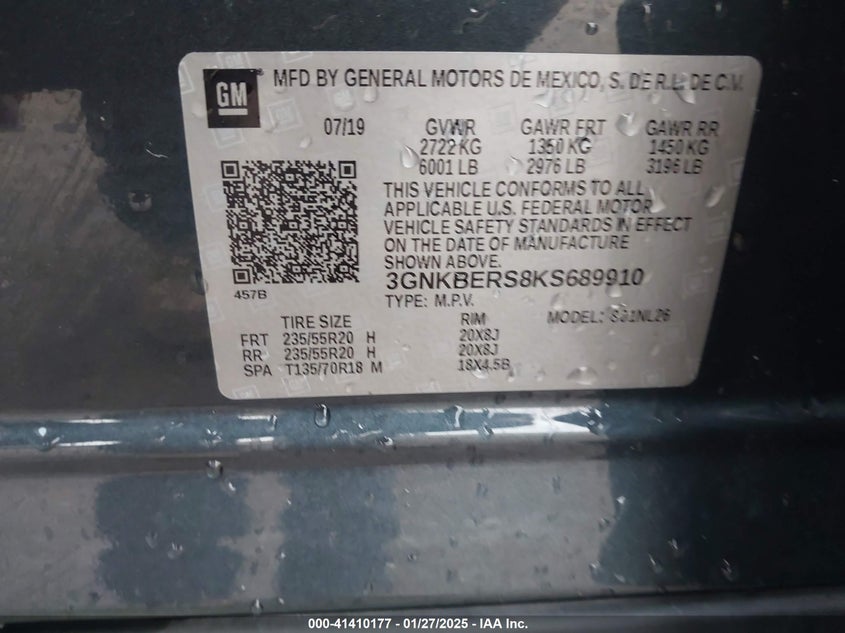 GM
MFD BY GENERAL MOTORS DE MEXICO, S. DE R.L. DE C.V.
07/19 GVWR GAWR FRT GAWR RR
2722 KG 1350 KG 1450 KG
6001 LB 2976 LB 3196 LB
THIS VEHICLE CONFORMS TO ALL
APPLICABLE U.S. FEDERAL MOTOR
VEHICLE SAFETY STANDARDS IN EFFECT
ON THE DATE OF MANUFACTURE
SHOWN ABOVE.
3GNKBERS8KS689910
457B
TYPE: M.P.V. MODEL:
TIRE SIZE RIM
FRT 235/55R20 H 20X8J
RR 235/55R20 H 20X8J
SPA T135/70R18 M 18X4.5B
000-41410177 — 01/27/2025 — IAA Inc.